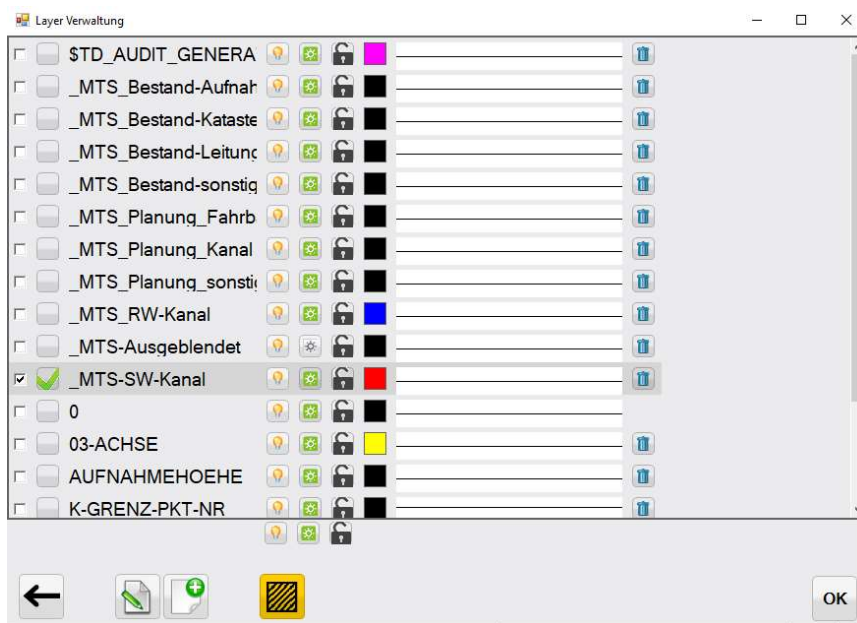 Layer Verwaltung
$TD_AUDIT_GENERA
_MTS_Bestand-Aufnah
_MTS_Bestand-Kataste
_MTS_Bestand-Leitung
_MTS_Bestand-sonstig
_MTS_Planung_Fahrb
_MTS_Planung_Kanal
_MTS_Planung_sonsti
_MTS_RW-Kanal
_MTS-Ausgeblendet
_MTS-SW-Kanal
0
03-ACHSE
AUFNAHMEHOEHE
K-GRENZ-PKT-NR
OK